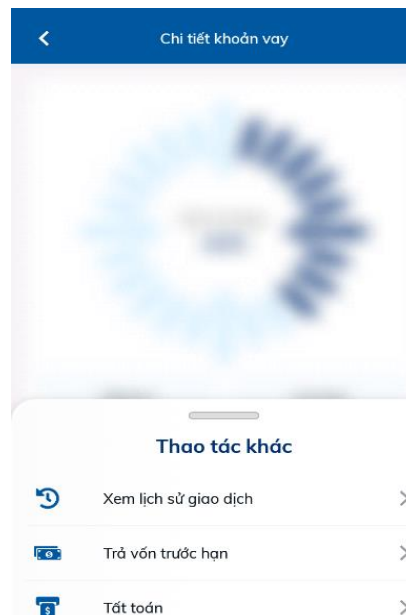 Chi tiết khoản vay
Thao tác khác
Xem lịch sử giao dịch
Trả vốn trước hạn
Tất toán